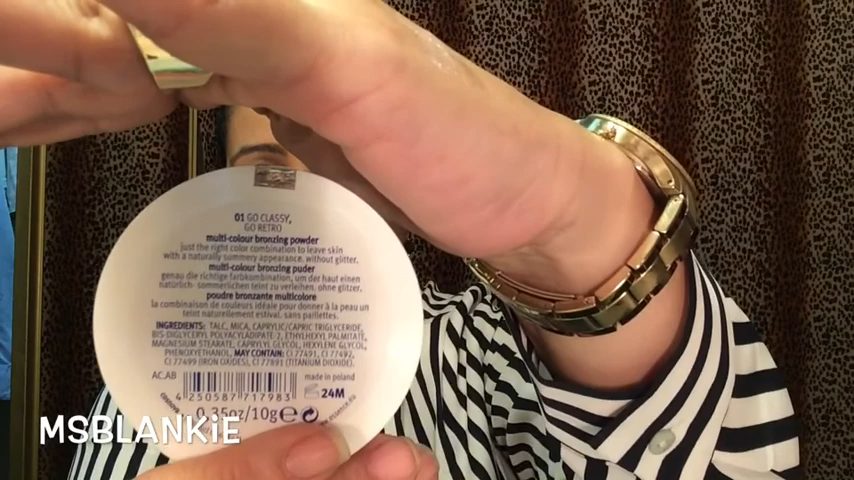 01 GO CLASSY,
GO RETRO
multi-colour bronzing powder
just the right color combination to leave skin
with a naturally summery appearance. without glitter.
multi-colour bronzing puder
genau die richtige farbkombination, um der haut einen
natürlich-sommerlichen teint zu verleihen. ohne glitzer.
poudre bronzante multicolore
la combinaison de couleurs idéale pour donner à la peau un
teint naturellement estival. sans paillettes.
INGREDIENTS: TALC, MICA, CAPRYLIC/CAPRIC TRIGLYCERIDE,
BIS-DIGLYCERYL POLYACYLADIPATE-2, ETHYLHEXYL PALMITATE,
MAGNESIUM STEARATE, CAPRYLYL GLYCOL, HEXYLENE GLYCOL,
PHENOXYETHANOL. MAY CONTAIN: CI 77491, CI 77492,
CI 77499 (IRON OXIDES), CI 77891 (TITANIUM DIOXIDE).
AC.AB
made in poland
250587 717983
24M
0.35oz/10g e
MSBLANKiE